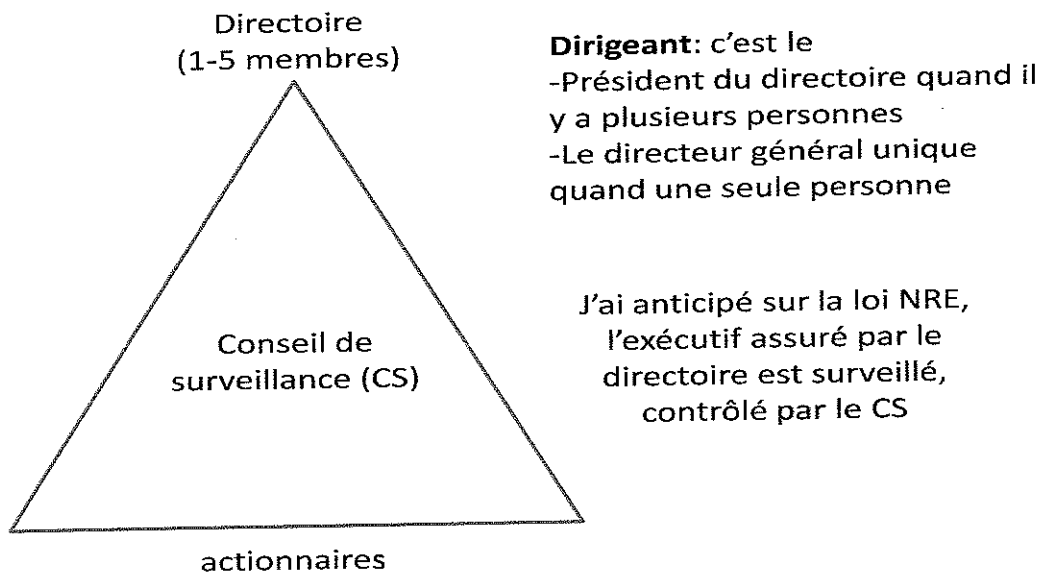 Directoire
(1-5 membres)
Dirigeant: c'est le
-Président du directoire quand il
y a plusieurs personnes
-Le directeur général unique
quand une seule personne
Conseil de
surveillance (CS)
J'ai anticipé sur la loi NRE,
l'exécutif assuré par le
directoire est surveillé,
contrôlé par le CS
actionnaires